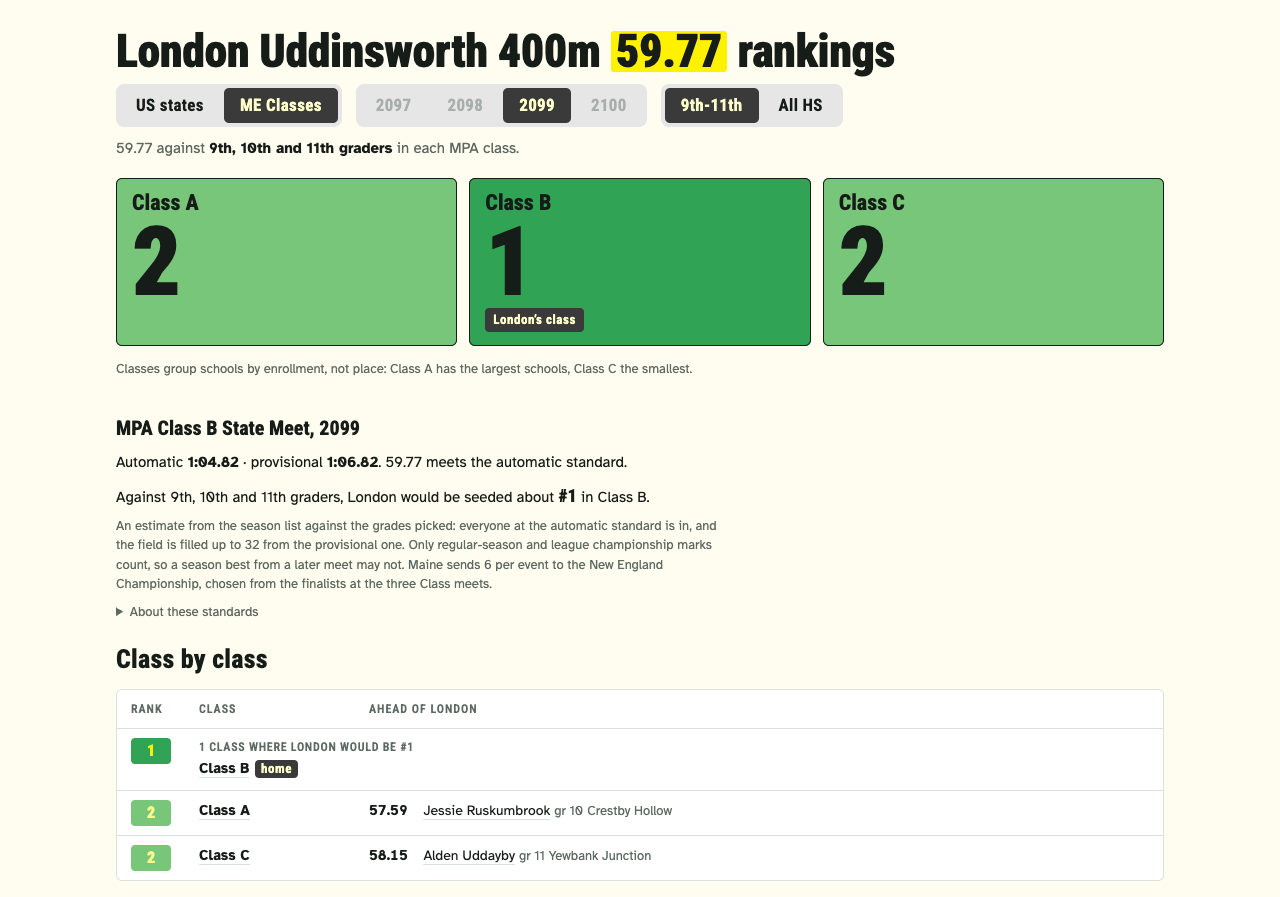 London Uddinsworth 400m 59.77 rankings
US states ME Classes 2097 2098 2099 2100 9th-11th All HS
59.77 against 9th, 10th and 11th graders in each MPA class.
Class A Class B Class C
2 1 2
London's class
Classes group schools by enrollment, not place: Class A has the largest schools, Class C the smallest.
MPA Class B State Meet, 2099
Automatic 1:04.82 · provisional 1:06.82. 59.77 meets the automatic standard.
Against 9th, 10th and 11th graders, London would be seeded about #1 in Class B.
An estimate from the season list against the grades picked: everyone at the automatic standard is in, and
the field is filled up to 32 from the provisional one. Only regular-season and league championship marks
count, so a season best from a later meet may not. Maine sends 6 per event to the New England
Championship, chosen from the finalists at the three Class meets.
About these standards
Class by class
RANK CLASS AHEAD OF LONDON
1 1 CLASS WHERE LONDON WOULD BE #1
Class B home
2 Class A 57.59 Jessie Ruskumbrook gr 10 Crestby Hollow
2 Class C 58.15 Alden Uddayby gr 11 Yewbank Junction